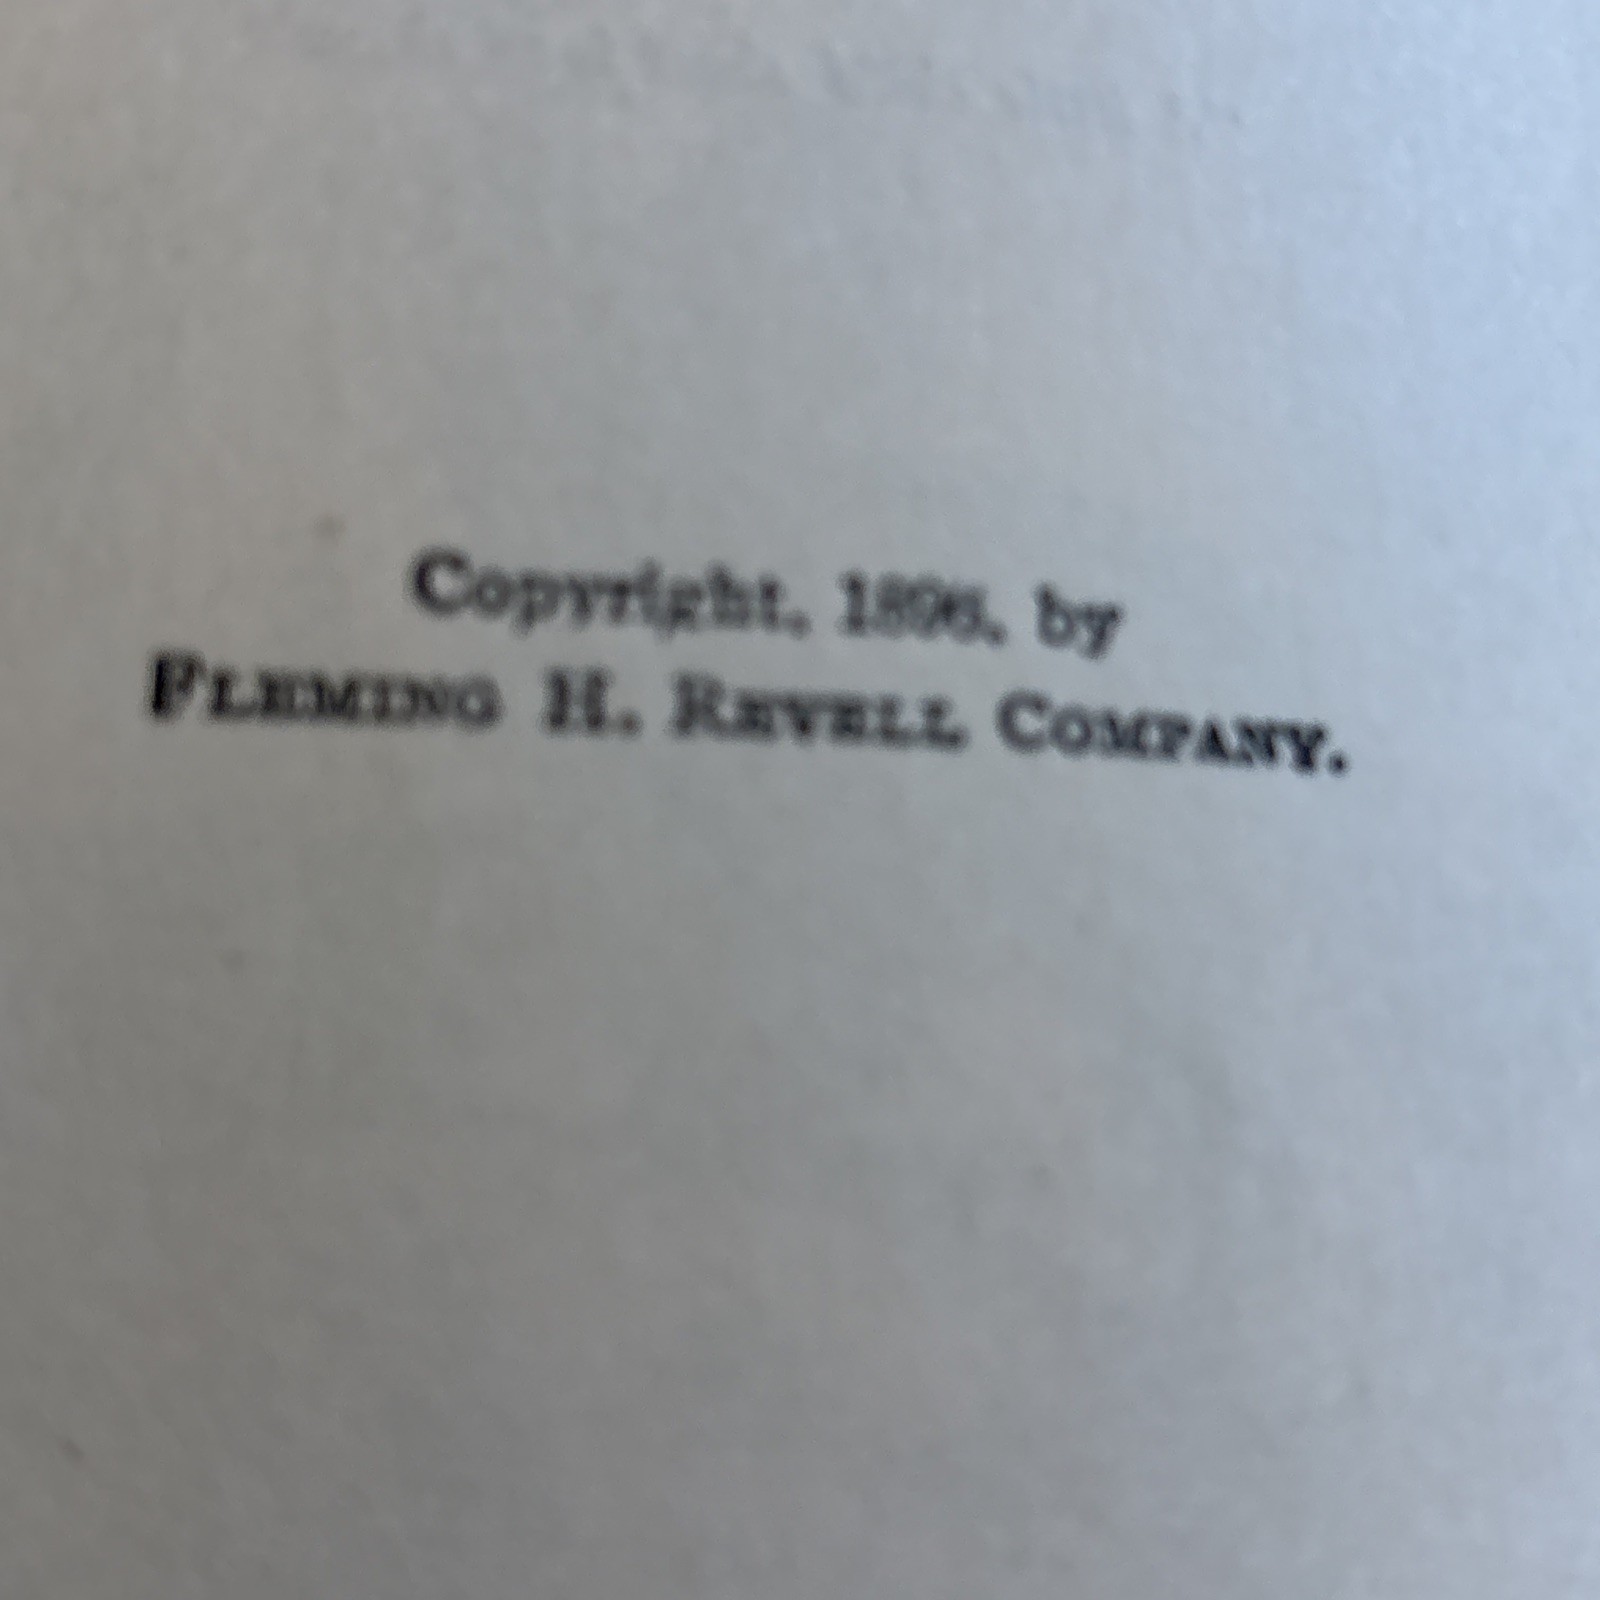 Copyright, 1896, by
FLEMING H. REVELL COMPANY.